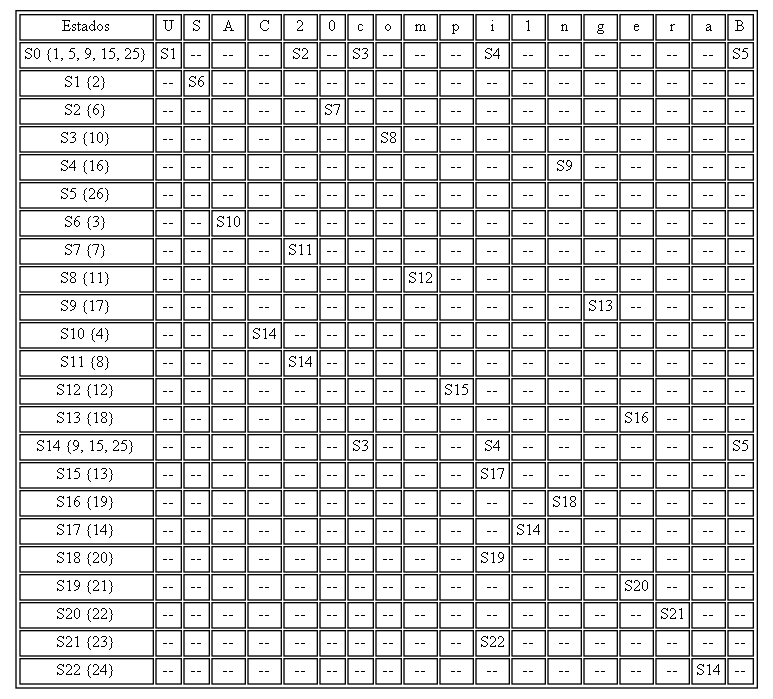 Estados U S A C 2 0 c o m p i l n g e r a B
S0 {1, 5, 9, 15, 25} S1 -- -- -- S2 -- S3 -- -- -- S4 -- -- -- -- -- -- S5
S1 {2} -- S6 -- -- -- -- -- -- -- -- -- -- -- -- -- -- -- --
S2 {6} -- -- -- -- -- S7 -- -- -- -- -- -- -- -- -- -- -- --
S3 {10} -- -- -- -- -- -- -- S8 -- -- -- -- -- -- -- -- -- --
S4 {16} -- -- -- -- -- -- -- -- -- -- -- -- S9 -- -- -- -- --
S5 {26} -- -- -- -- -- -- -- -- -- -- -- -- -- -- -- -- -- --
S6 {3} -- -- S10 -- -- -- -- -- -- -- -- -- -- -- -- -- -- --
S7 {7} -- -- -- -- S11 -- -- -- -- -- -- -- -- -- -- -- -- --
S8 {11} -- -- -- -- -- -- -- -- S12 -- -- -- -- -- -- -- -- --
S9 {17} -- -- -- -- -- -- -- -- -- -- -- -- -- S13 -- -- -- --
S10 {4} -- -- -- S14 -- -- -- -- -- -- -- -- -- -- -- -- -- --
S11 {8} -- -- -- -- S14 -- -- -- -- -- -- -- -- -- -- -- -- --
S12 {12} -- -- -- -- -- -- -- -- -- S15 -- -- -- -- -- -- -- --
S13 {18} -- -- -- -- -- -- -- -- -- -- -- -- -- -- S16 -- -- --
S14 {9, 15, 25} -- -- -- -- -- -- S3 -- -- -- S4 -- -- -- -- -- -- S5
S15 {13} -- -- -- -- -- -- -- -- -- -- S17 -- -- -- -- -- -- --
S16 {19} -- -- -- -- -- -- -- -- -- -- -- -- S18 -- -- -- -- --
S17 {14} -- -- -- -- -- -- -- -- -- -- -- S14 -- -- -- -- -- --
S18 {20} -- -- -- -- -- -- -- -- -- -- S19 -- -- -- -- -- -- --
S19 {21} -- -- -- -- -- -- -- -- -- -- -- -- -- -- S20 -- -- --
S20 {22} -- -- -- -- -- -- -- -- -- -- -- -- -- -- -- S21 -- --
S21 {23} -- -- -- -- -- -- -- -- -- -- S22 -- -- -- -- -- -- --
S22 {24} -- -- -- -- -- -- -- -- -- -- -- -- -- -- -- -- S14 --